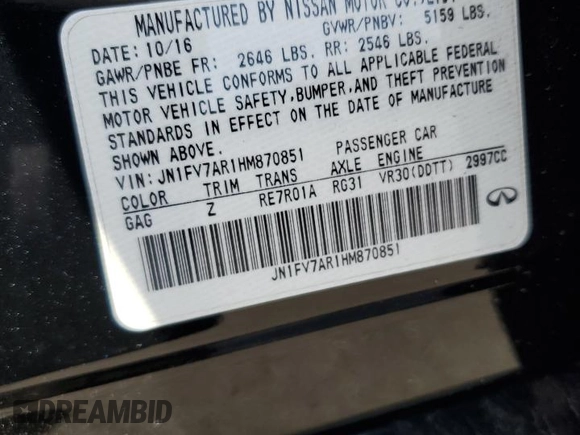 MANUFACTURED BY NISSAN MOTOR CO.,LTD.
GVWR/PNBV: 5159 LBS.
DATE: 10/16
GAWR/PNBE FR: 2646 LBS. RR: 2546 LBS.
THIS VEHICLE CONFORMS TO ALL APPLICABLE FEDERAL
MOTOR VEHICLE SAFETY,BUMPER,AND THEFT PREVENTION
STANDARDS IN EFFECT ON THE DATE OF MANUFACTURE
SHOWN ABOVE.
VIN: JN1FV7AR1HM870851 PASSENGER CAR
COLOR TRIM TRANS AXLE ENGINE
GAG Z RE7R01A RG31 VR30(DDTT) 2997CC
JN1FV7AR1HM870851
DREAMBID